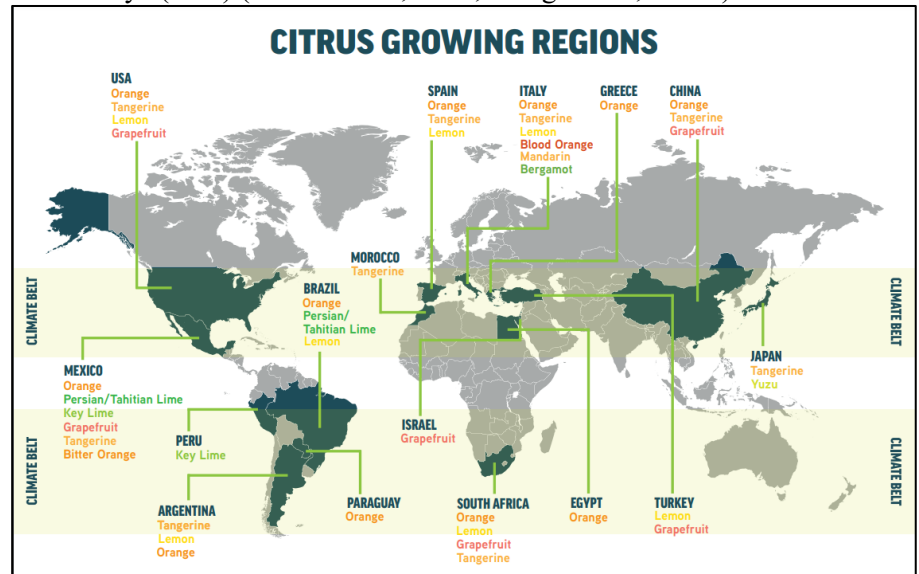 CITRUS GROWING REGIONS
USA
Orange
Tangerine
Lemon
Grapefruit
SPAIN
Orange
Tangerine
Lemon
ITALY
Orange
Tangerine
Lemon
Blood Orange
Mandarin
Bergamot
GREECE
Orange
CHINA
Orange
Tangerine
Grapefruit
MOROCCO
Tangerine
BRAZIL
Orange
Persian/
Tahitian Lime
Lemon
CLIMATE BELT
CLIMATE BELT
MEXICO
Orange
Persian/Tahitian Lime
Key Lime
Grapefruit
Tangerine
Bitter Orange
JAPAN
Tangerine
Yuzu
PERU
Key Lime
ISRAEL
Grapefruit
CLIMATE BELT
CLIMATE BELT
ARGENTINA
Tangerine
Lemon
Orange
PARAGUAY
Orange
SOUTH AFRICA
Orange
Lemon
Grapefruit
Tangerine
EGYPT
Orange
TURKEY
Lemon
Grapefruit